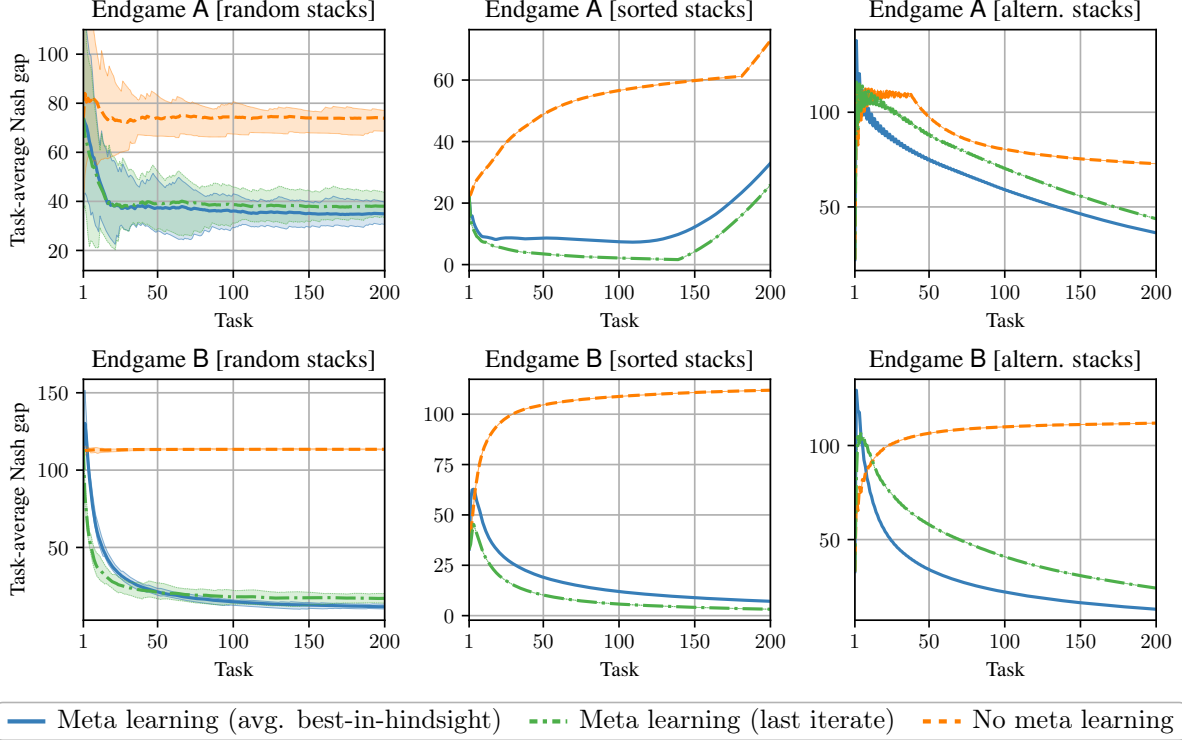 Endgame A [random stacks]
Endgame A [sorted stacks]
Endgame A [altern. stacks]
Task-average Nash gap
100
80
60
40
20
1 50 100 150 200
Task
60
40
20
0
1 50 100 150 200
Task
100
50
1 50 100 150 200
Task
Endgame B [random stacks]
Endgame B [sorted stacks]
Endgame B [altern. stacks]
Task-average Nash gap
150
100
50
1 50 100 150 200
Task
100
75
50
25
0
1 50 100 150 200
Task
100
50
1 50 100 150 200
Task
Meta learning (avg. best-in-hindsight) Meta learning (last iterate) No meta learning